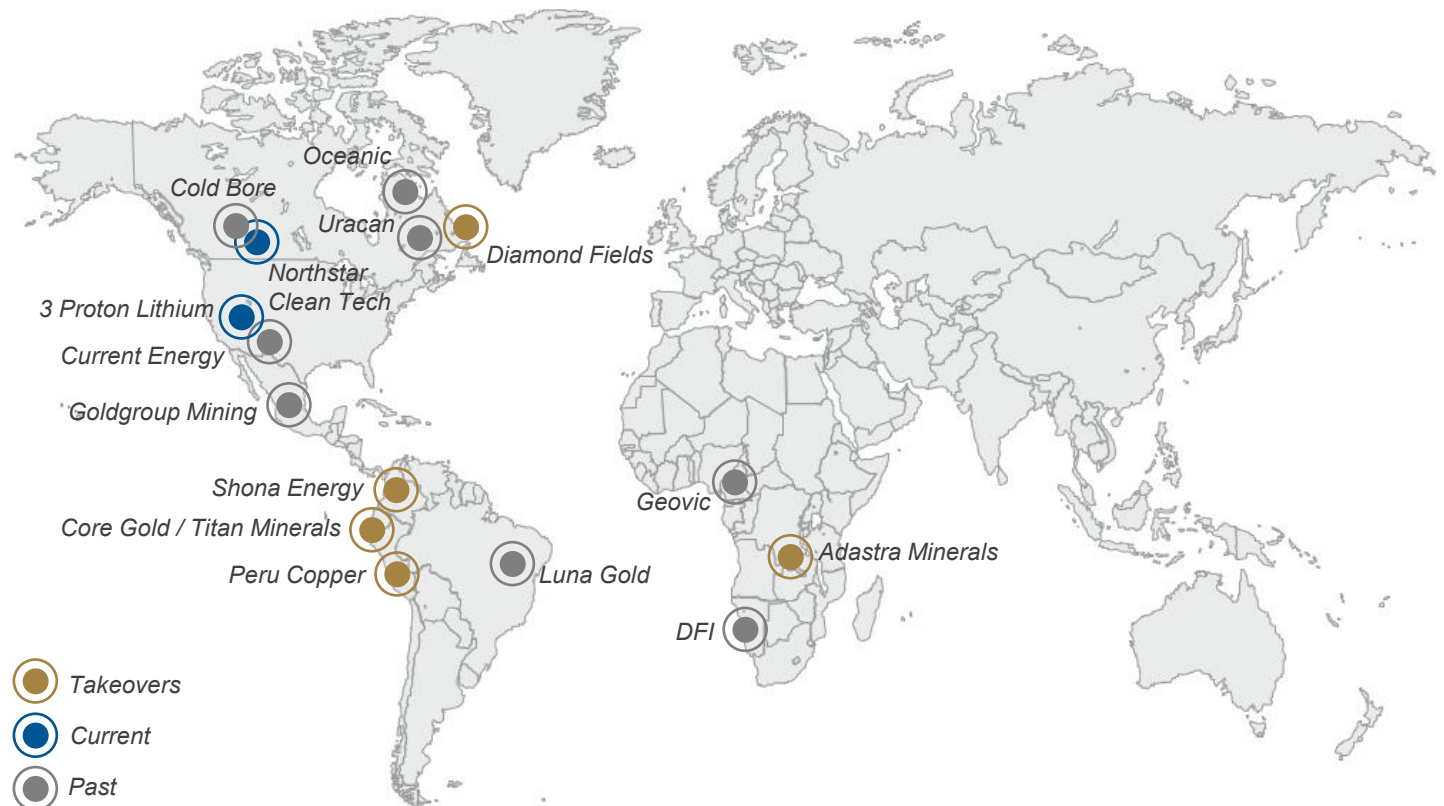 Oceanic
Cold Bore
Uracan
Diamond Fields
Northstar
Clean Tech
3 Proton Lithium
Current Energy
Goldgroup Mining
Shona Energy
Geovic
Core Gold / Titan Minerals
Adastra Minerals
Peru Copper
Luna Gold
DFI
Takeovers
Current
Past